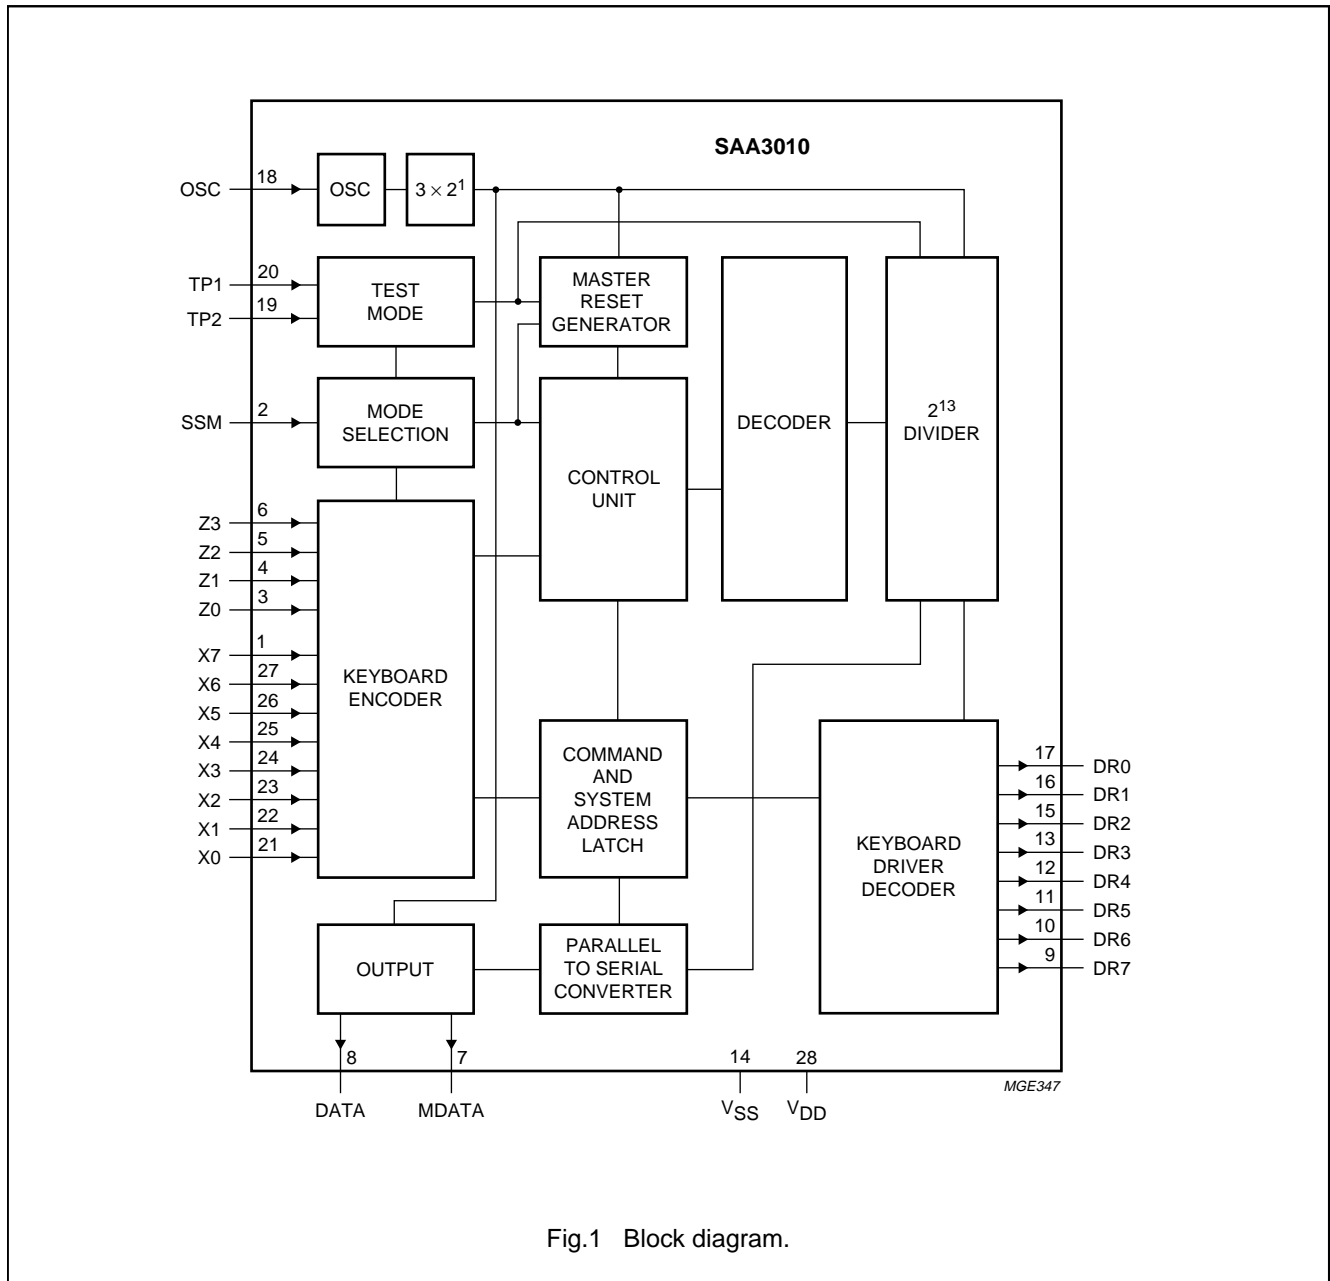 SAA3010
OSC
18
OSC
3 × 2¹
TP1
20
TP2
19
TEST
MODE
MASTER
RESET
GENERATOR
SSM
2
MODE
SELECTION
CONTROL
UNIT
DECODER
2¹³
DIVIDER
Z3
6
Z2
5
Z1
4
Z0
3
X7
1
X6
27
X5
26
X4
25
X3
24
X2
23
X1
22
X0
21
KEYBOARD
ENCODER
COMMAND
AND
SYSTEM
ADDRESS
LATCH
KEYBOARD
DRIVER
DECODER
17
DR0
16
DR1
15
DR2
13
DR3
12
DR4
11
DR5
10
DR6
9
DR7
OUTPUT
PARALLEL
TO SERIAL
CONVERTER
8
7
14
28
DATA
MDATA
VSS
VDD
MGE347
Fig.1 Block diagram.